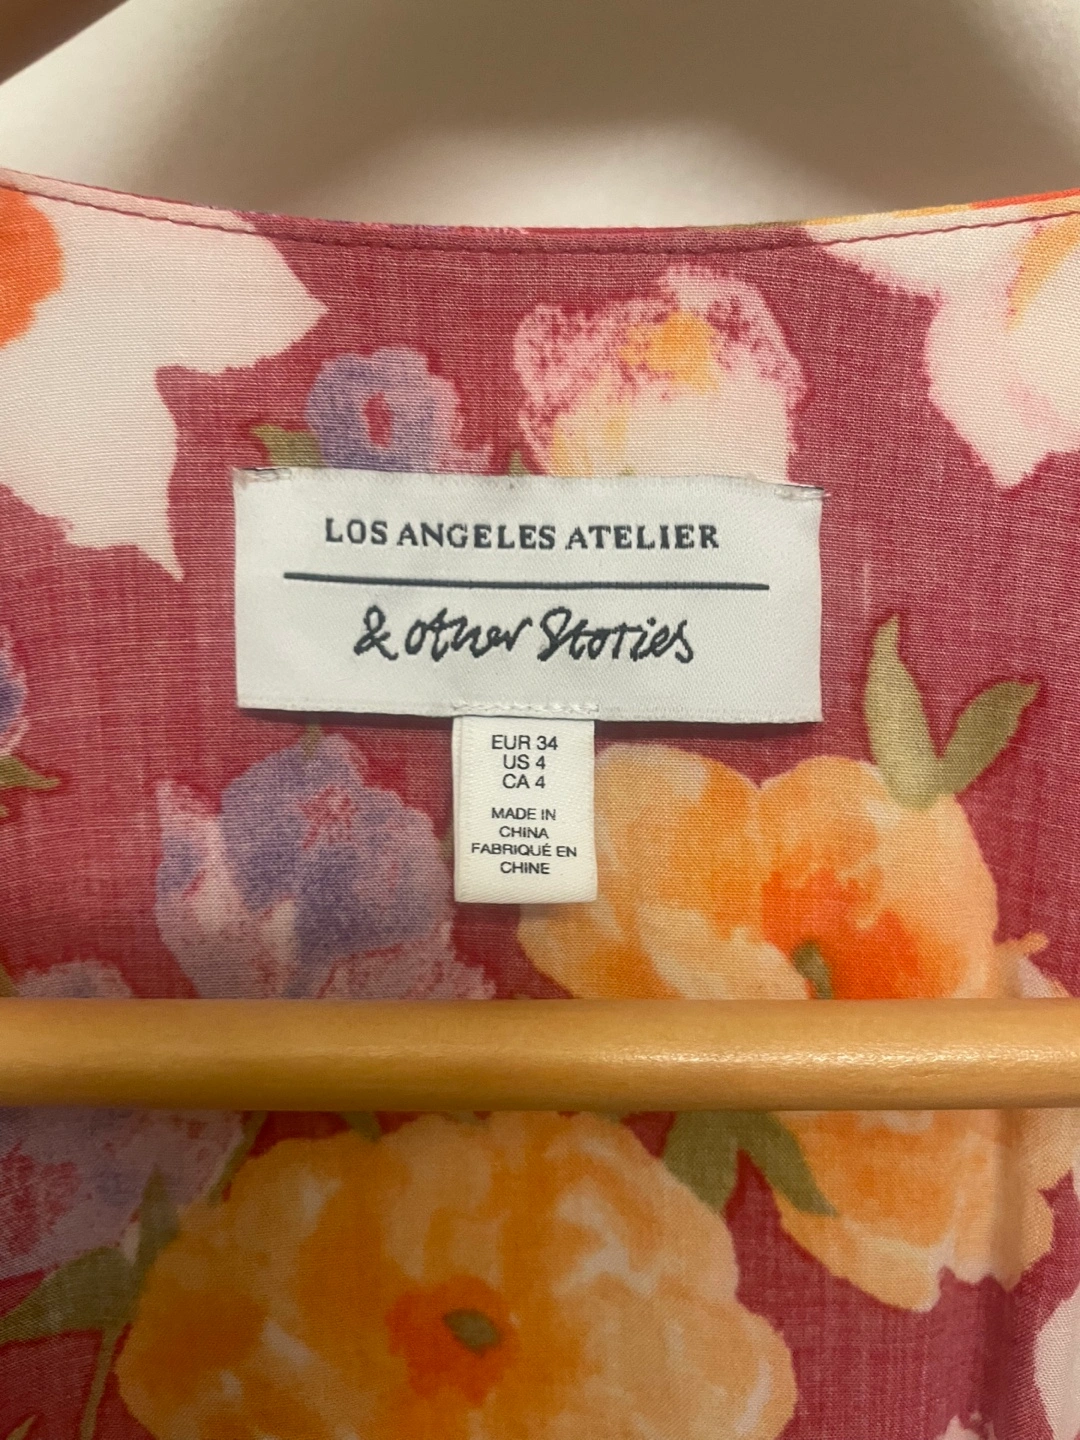 LOS ANGELES ATELIER
& other Stories
EUR 34
US 4
CA 4
MADE IN
CHINA
FABRIQUÉ EN
CHINE